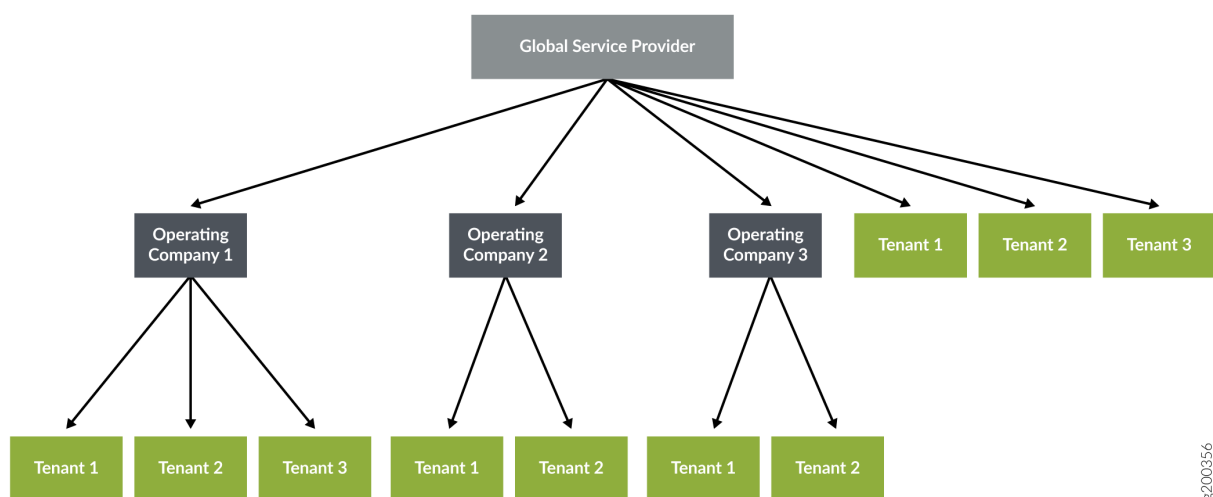 Global Service Provider
Operating
Company 1
Operating
Company 2
Operating
Company 3
Tenant 1
Tenant 2
Tenant 3
Tenant 1
Tenant 2
Tenant 3
Tenant 1
Tenant 2
Tenant 1
Tenant 2